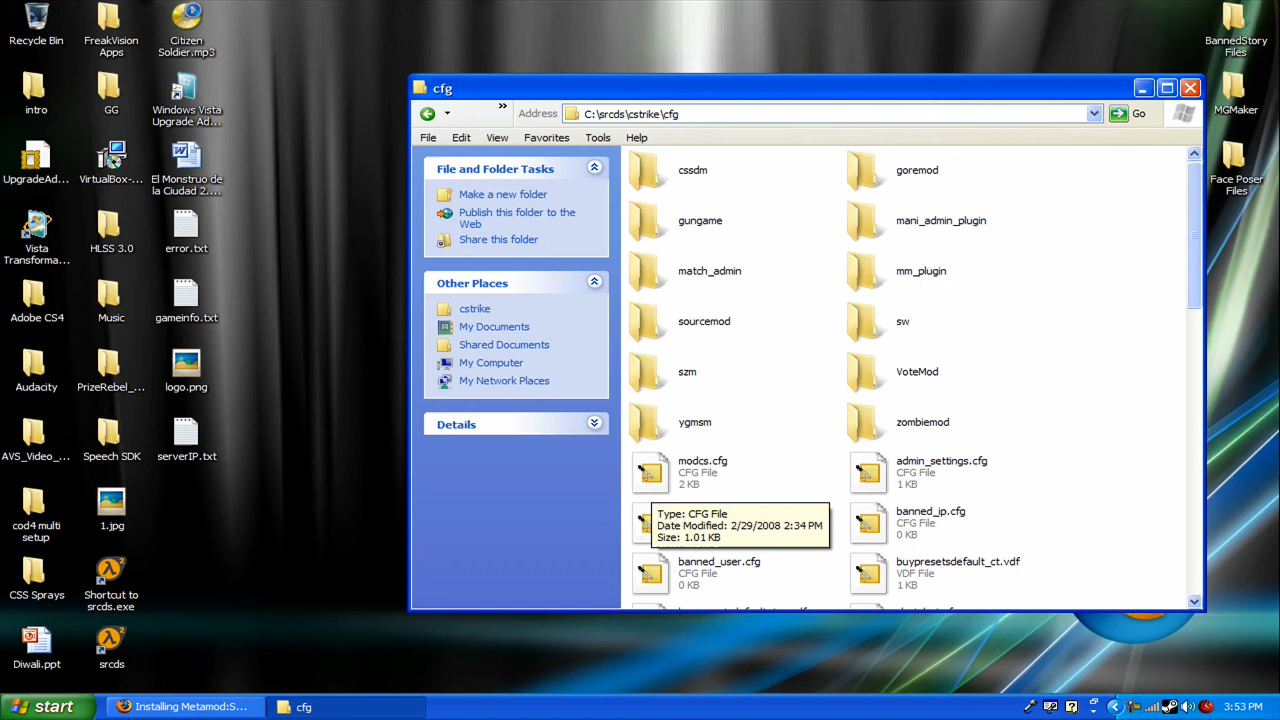 Recycle Bin
FreakVision
Apps
Citizen
Soldier.mp3
intro
GG
Windows Vista
Upgrade Ad...
UpgradeAd...
VirtualBox-...
El Monstruo de
la Ciudad 2....
Vista
Transforma...
HLSS 3.0
error.txt
Adobe CS4
Music
gameinfo.txt
Audacity
PrizeRebel_...
logo.png
AVS_Video_...
Speech SDK
serverIP.txt
cod4 multi
setup
1.jpg
CSS Sprays
Shortcut to
srcds.exe
Diwali.ppt
srcds
BannedStory
Files
MGMaker
Face Poser
Files
cfg
»
Address
C:\srcds\cstrike\cfg
Go
File Edit View Favorites Tools Help
File and Folder Tasks
Make a new folder
Publish this folder to the
Web
Share this folder
Other Places
cstrike
My Documents
Shared Documents
My Computer
My Network Places
Details
cssdm
goremod
gungame
mani_admin_plugin
match_admin
mm_plugin
sourcemod
sw
szm
VoteMod
ygmsm
zombiemod
modcs.cfg
CFG File
2 KB
admin_settings.cfg
CFG File
1 KB
Type: CFG File
Date Modified: 2/29/2008 2:34 PM
Size: 1.01 KB
banned_ip.cfg
CFG File
0 KB
banned_user.cfg
CFG File
0 KB
buypresetsdefault_ct.vdf
VDF File
1 KB
start
Installing Metamod:S...
cfg
3:53 PM